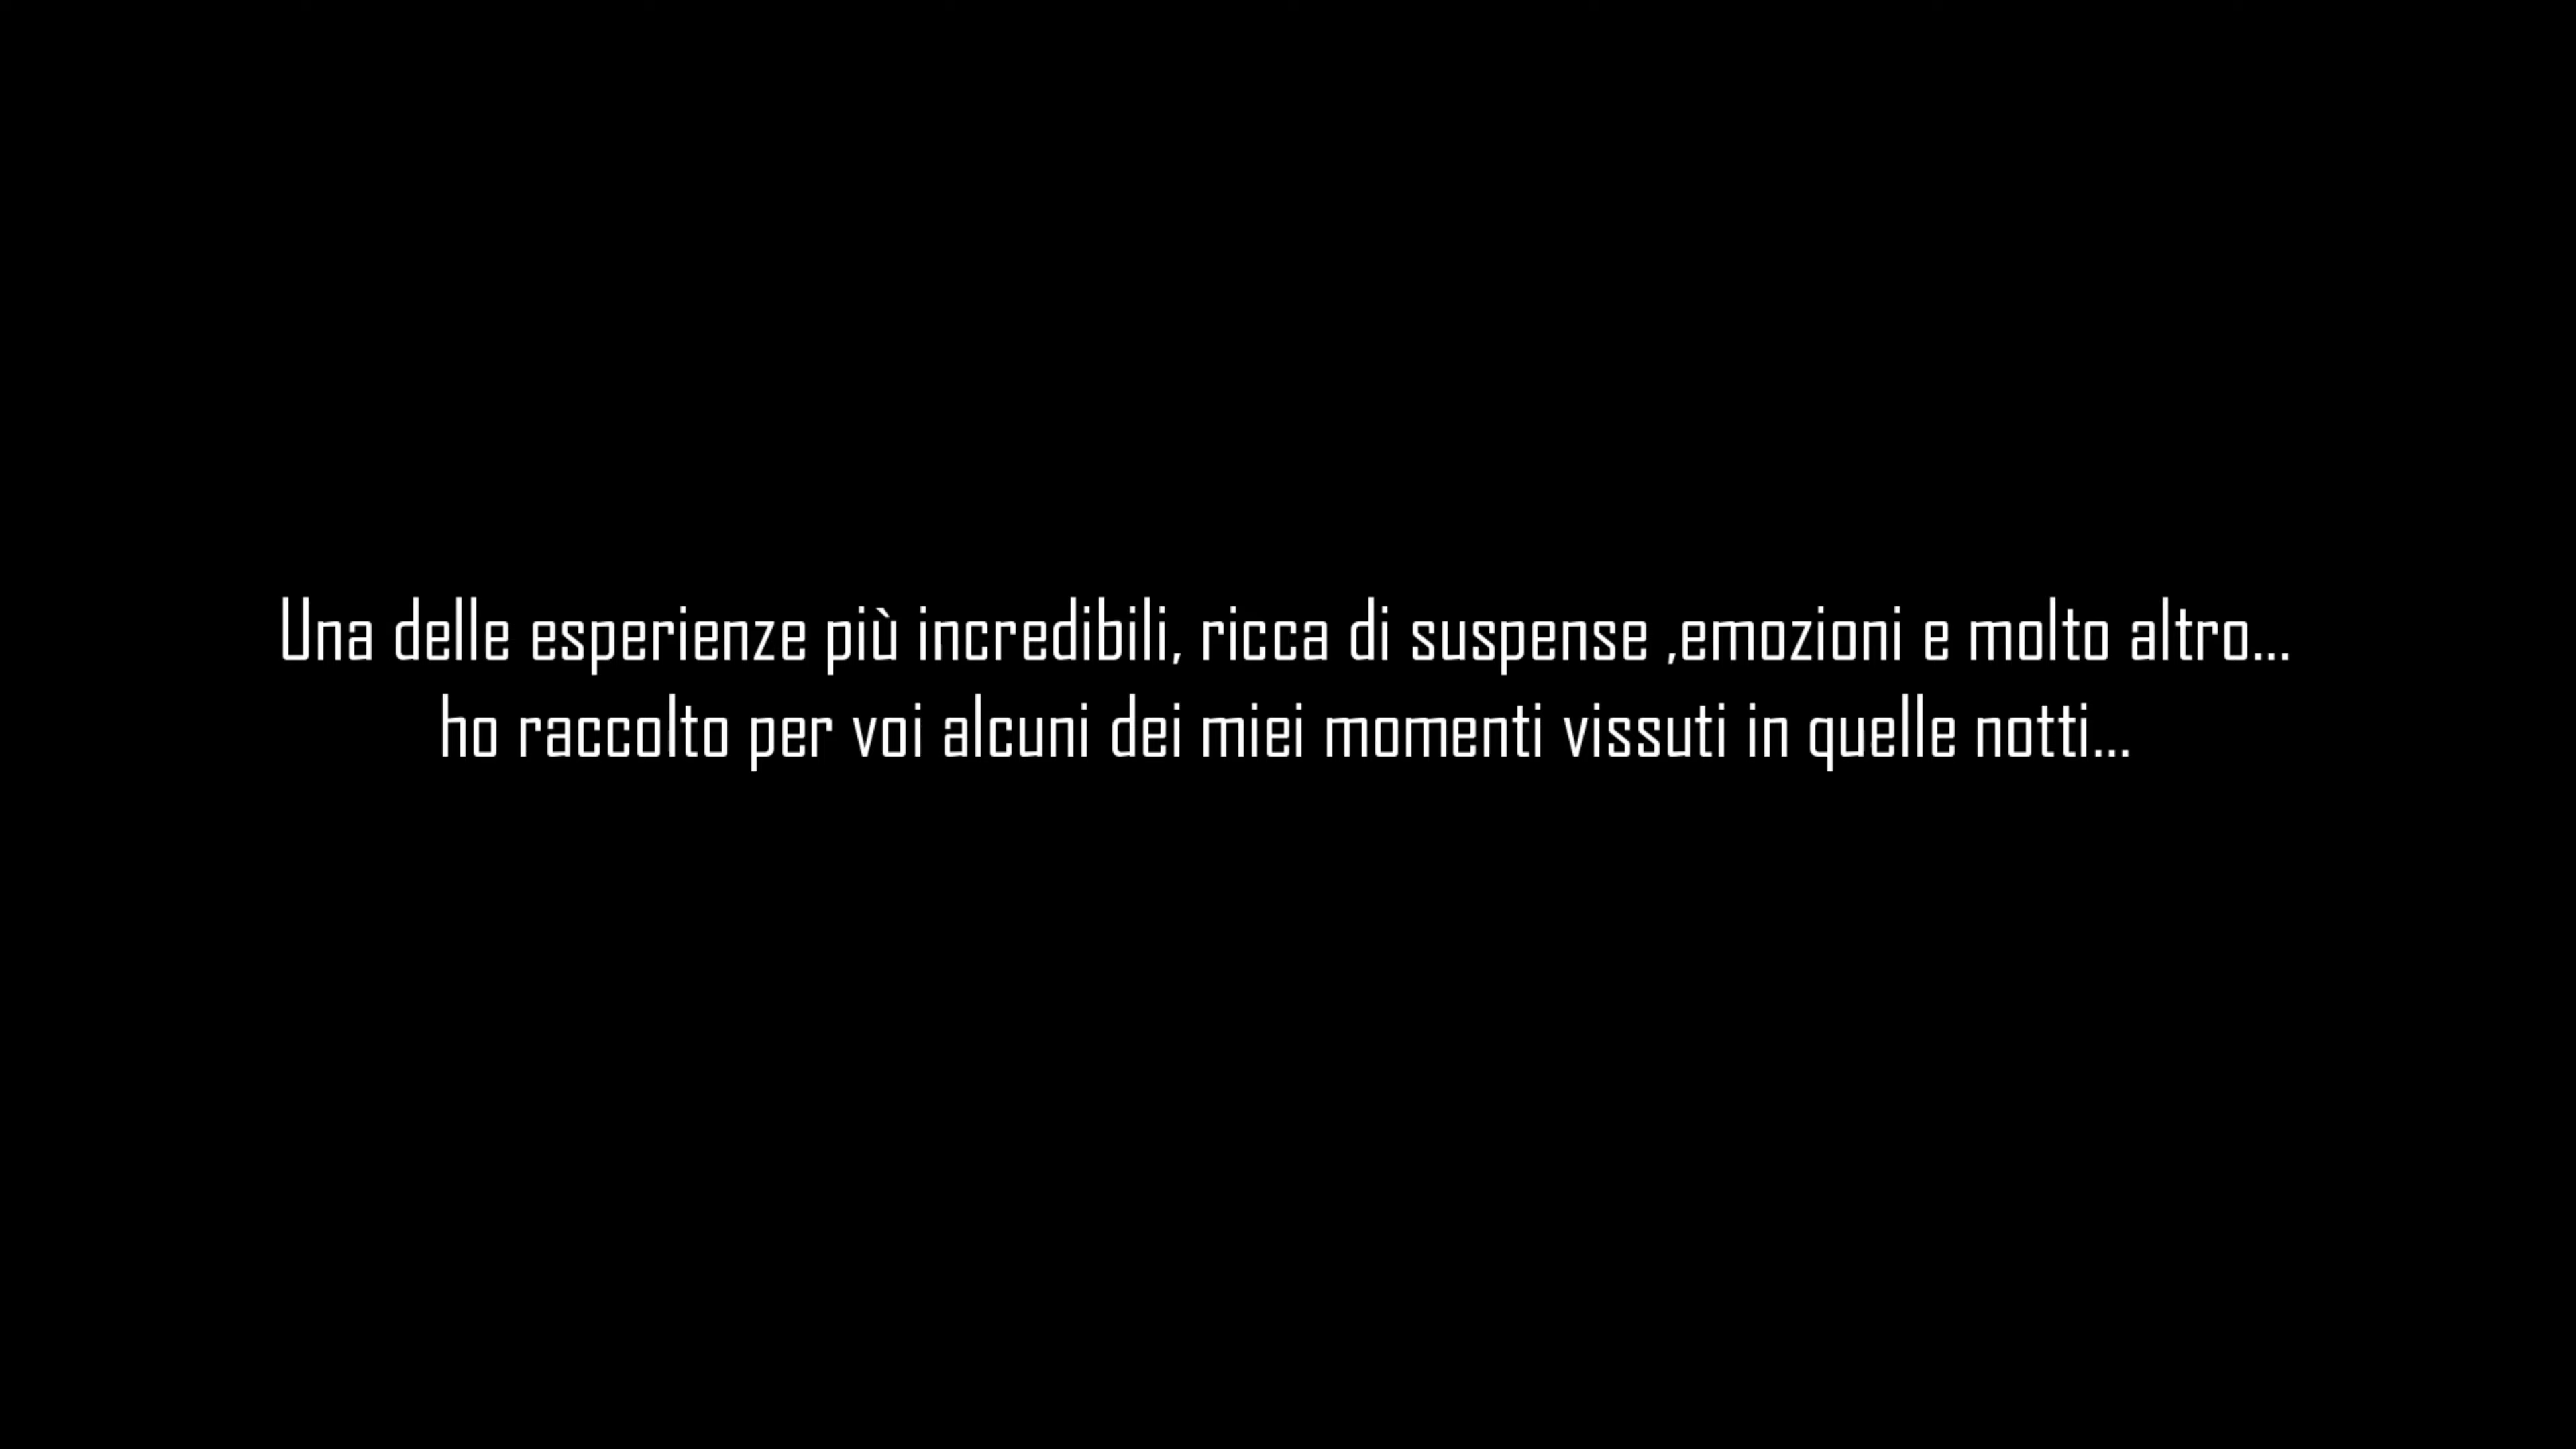 Una delle esperienze più incredibili, ricca di suspense ,emozioni e molto altro...
ho raccolto per voi alcuni dei miei momenti vissuti in quelle notti...